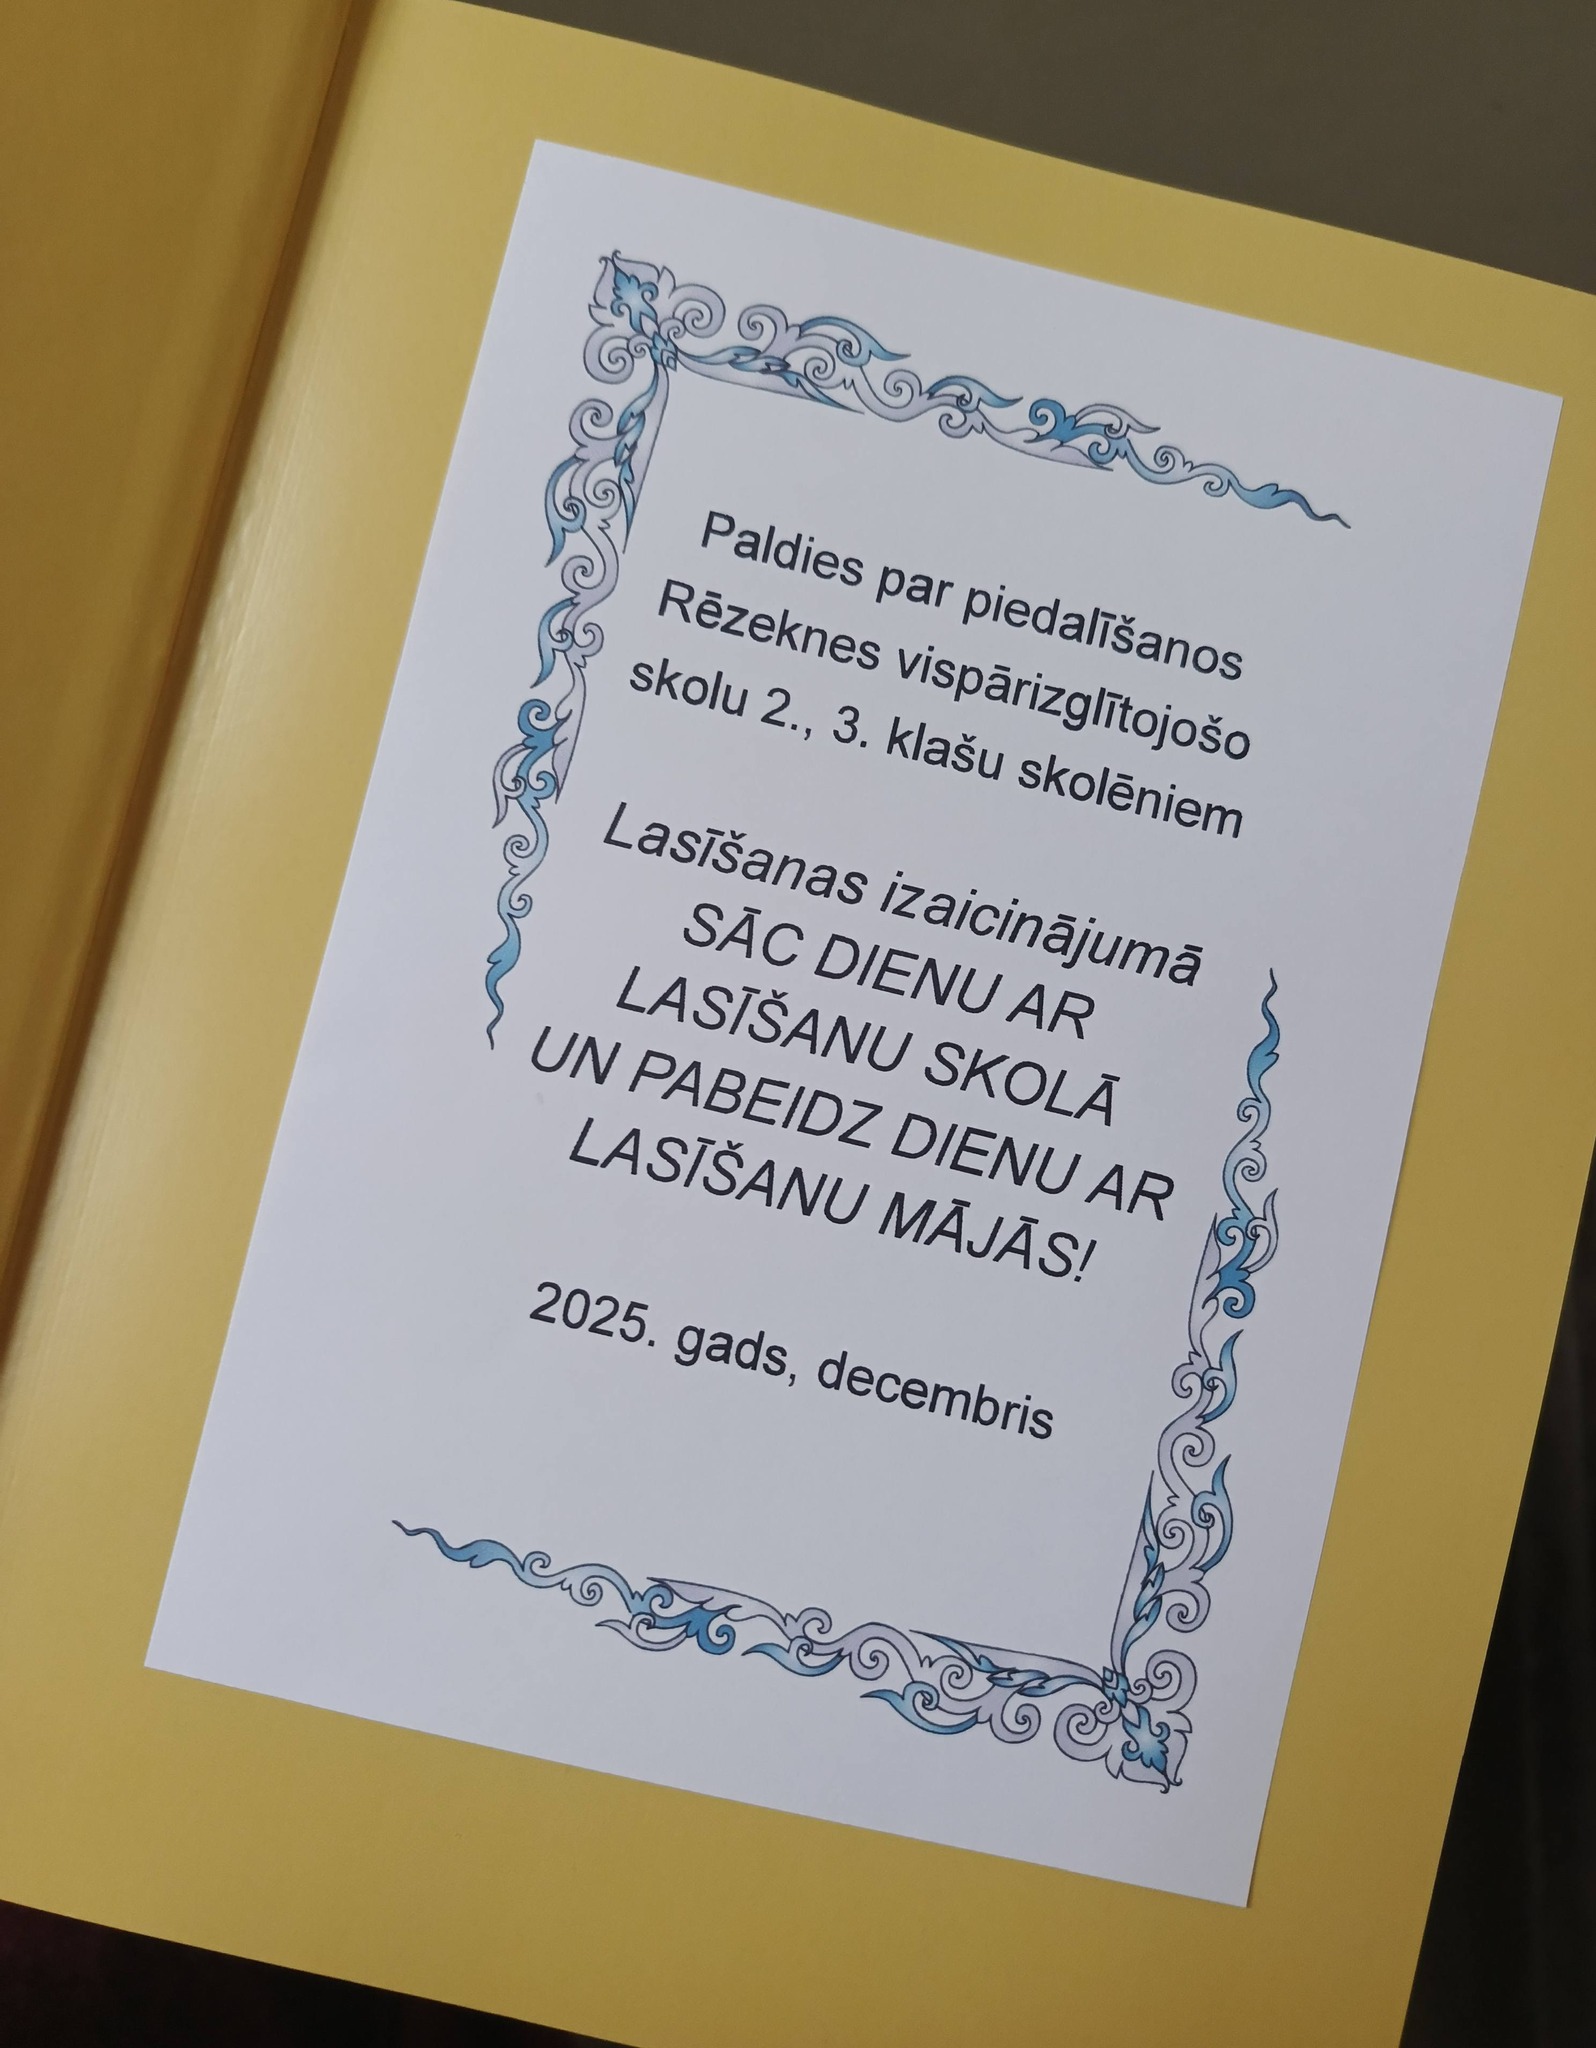 Paldies par piedalīšanos
Rēzeknes vispārizglītojošo
skolu 2., 3. klašu skolēniem
Lasīšanas izaicinājumā
SĀC DIENU AR
LASĪŠANU SKOLĀ
UN PABEIDZ DIENU AR
LASĪŠANU MĀJĀS!
2025. gads, decembris